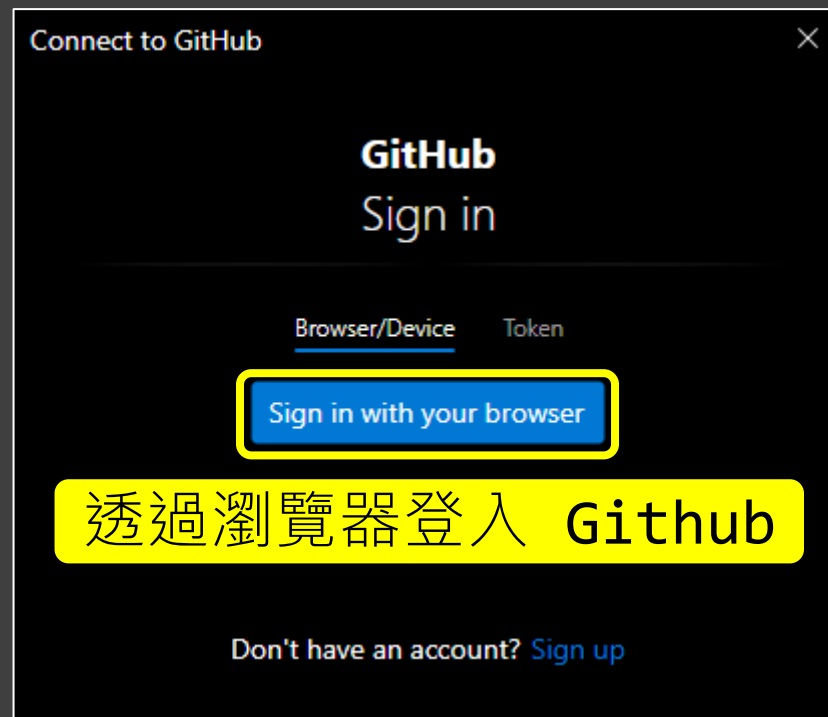 Connect to GitHub
GitHub
Sign in
Browser/Device Token
Sign in with your browser
透過瀏覽器登入 Github
Don't have an account? Sign up